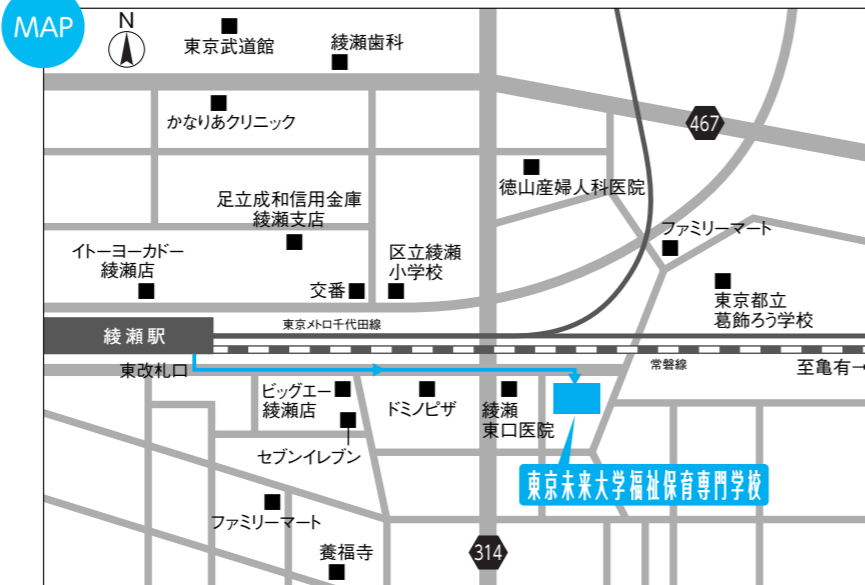 MAP
N
東京武道館
綾瀬歯科
かなりあクリニック
467
徳山産婦人科医院
足立成和信用金庫
綾瀬支店
ファミリーマート
イトーヨーカドー
綾瀬店
区立綾瀬
小学校
交番
東京都立
葛飾ろう学校
綾瀬駅
東京メトロ千代田線
東改札口
常磐線
至亀有→
ビッグエー
綾瀬店
ドミノピザ
綾瀬
東口医院
セブンイレブン
東京未来大学福祉保育専門学校
ファミリーマート
養福寺
314